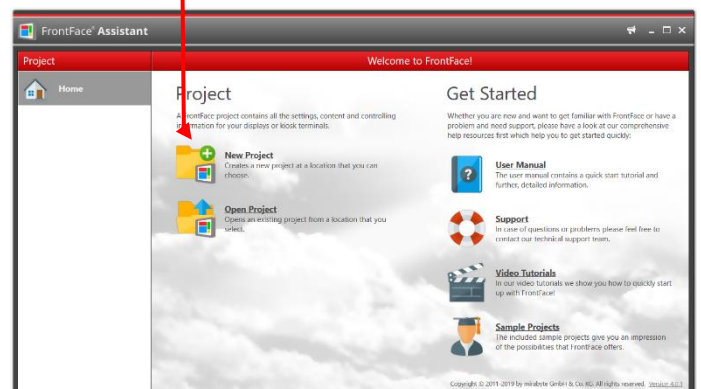 FrontFace® Assistant
Project
Welcome to FrontFace!
Home
Project
A FrontFace project contains all the settings, content and controlling
information for your displays or kiosk terminals.
New Project
Creates a new project at a location that you can
choose.
Open Project
Opens an existing project from a location that you
select.
Get Started
Whether you are new and want to get familiar with FrontFace or have a
problem and need support, please have a look at our comprehensive
help resources first which help you to get started quickly:
User Manual
The user manual contains a quick start tutorial and
further, detailed information.
Support
In case of questions or problems please feel free to
contact our technical support team.
Video Tutorials
In our video tutorials we show you how to quickly start
up with FrontFace!
Sample Projects
The included sample projects give you an impression
of the possibilities that FrontFace offers.
Copyright © 2011-2019 by mirabyte GmbH & Co. KG. All rights reserved. Version 4.0.1